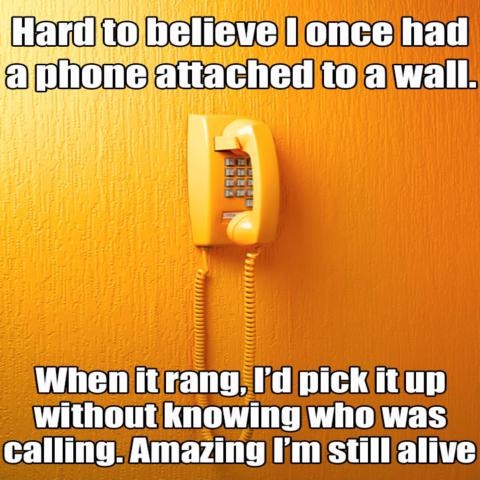 Hard to believe I once had
a phone attached to a wall.
When it rang, I'd pick it up
without knowing who was
calling. Amazing I'm still alive